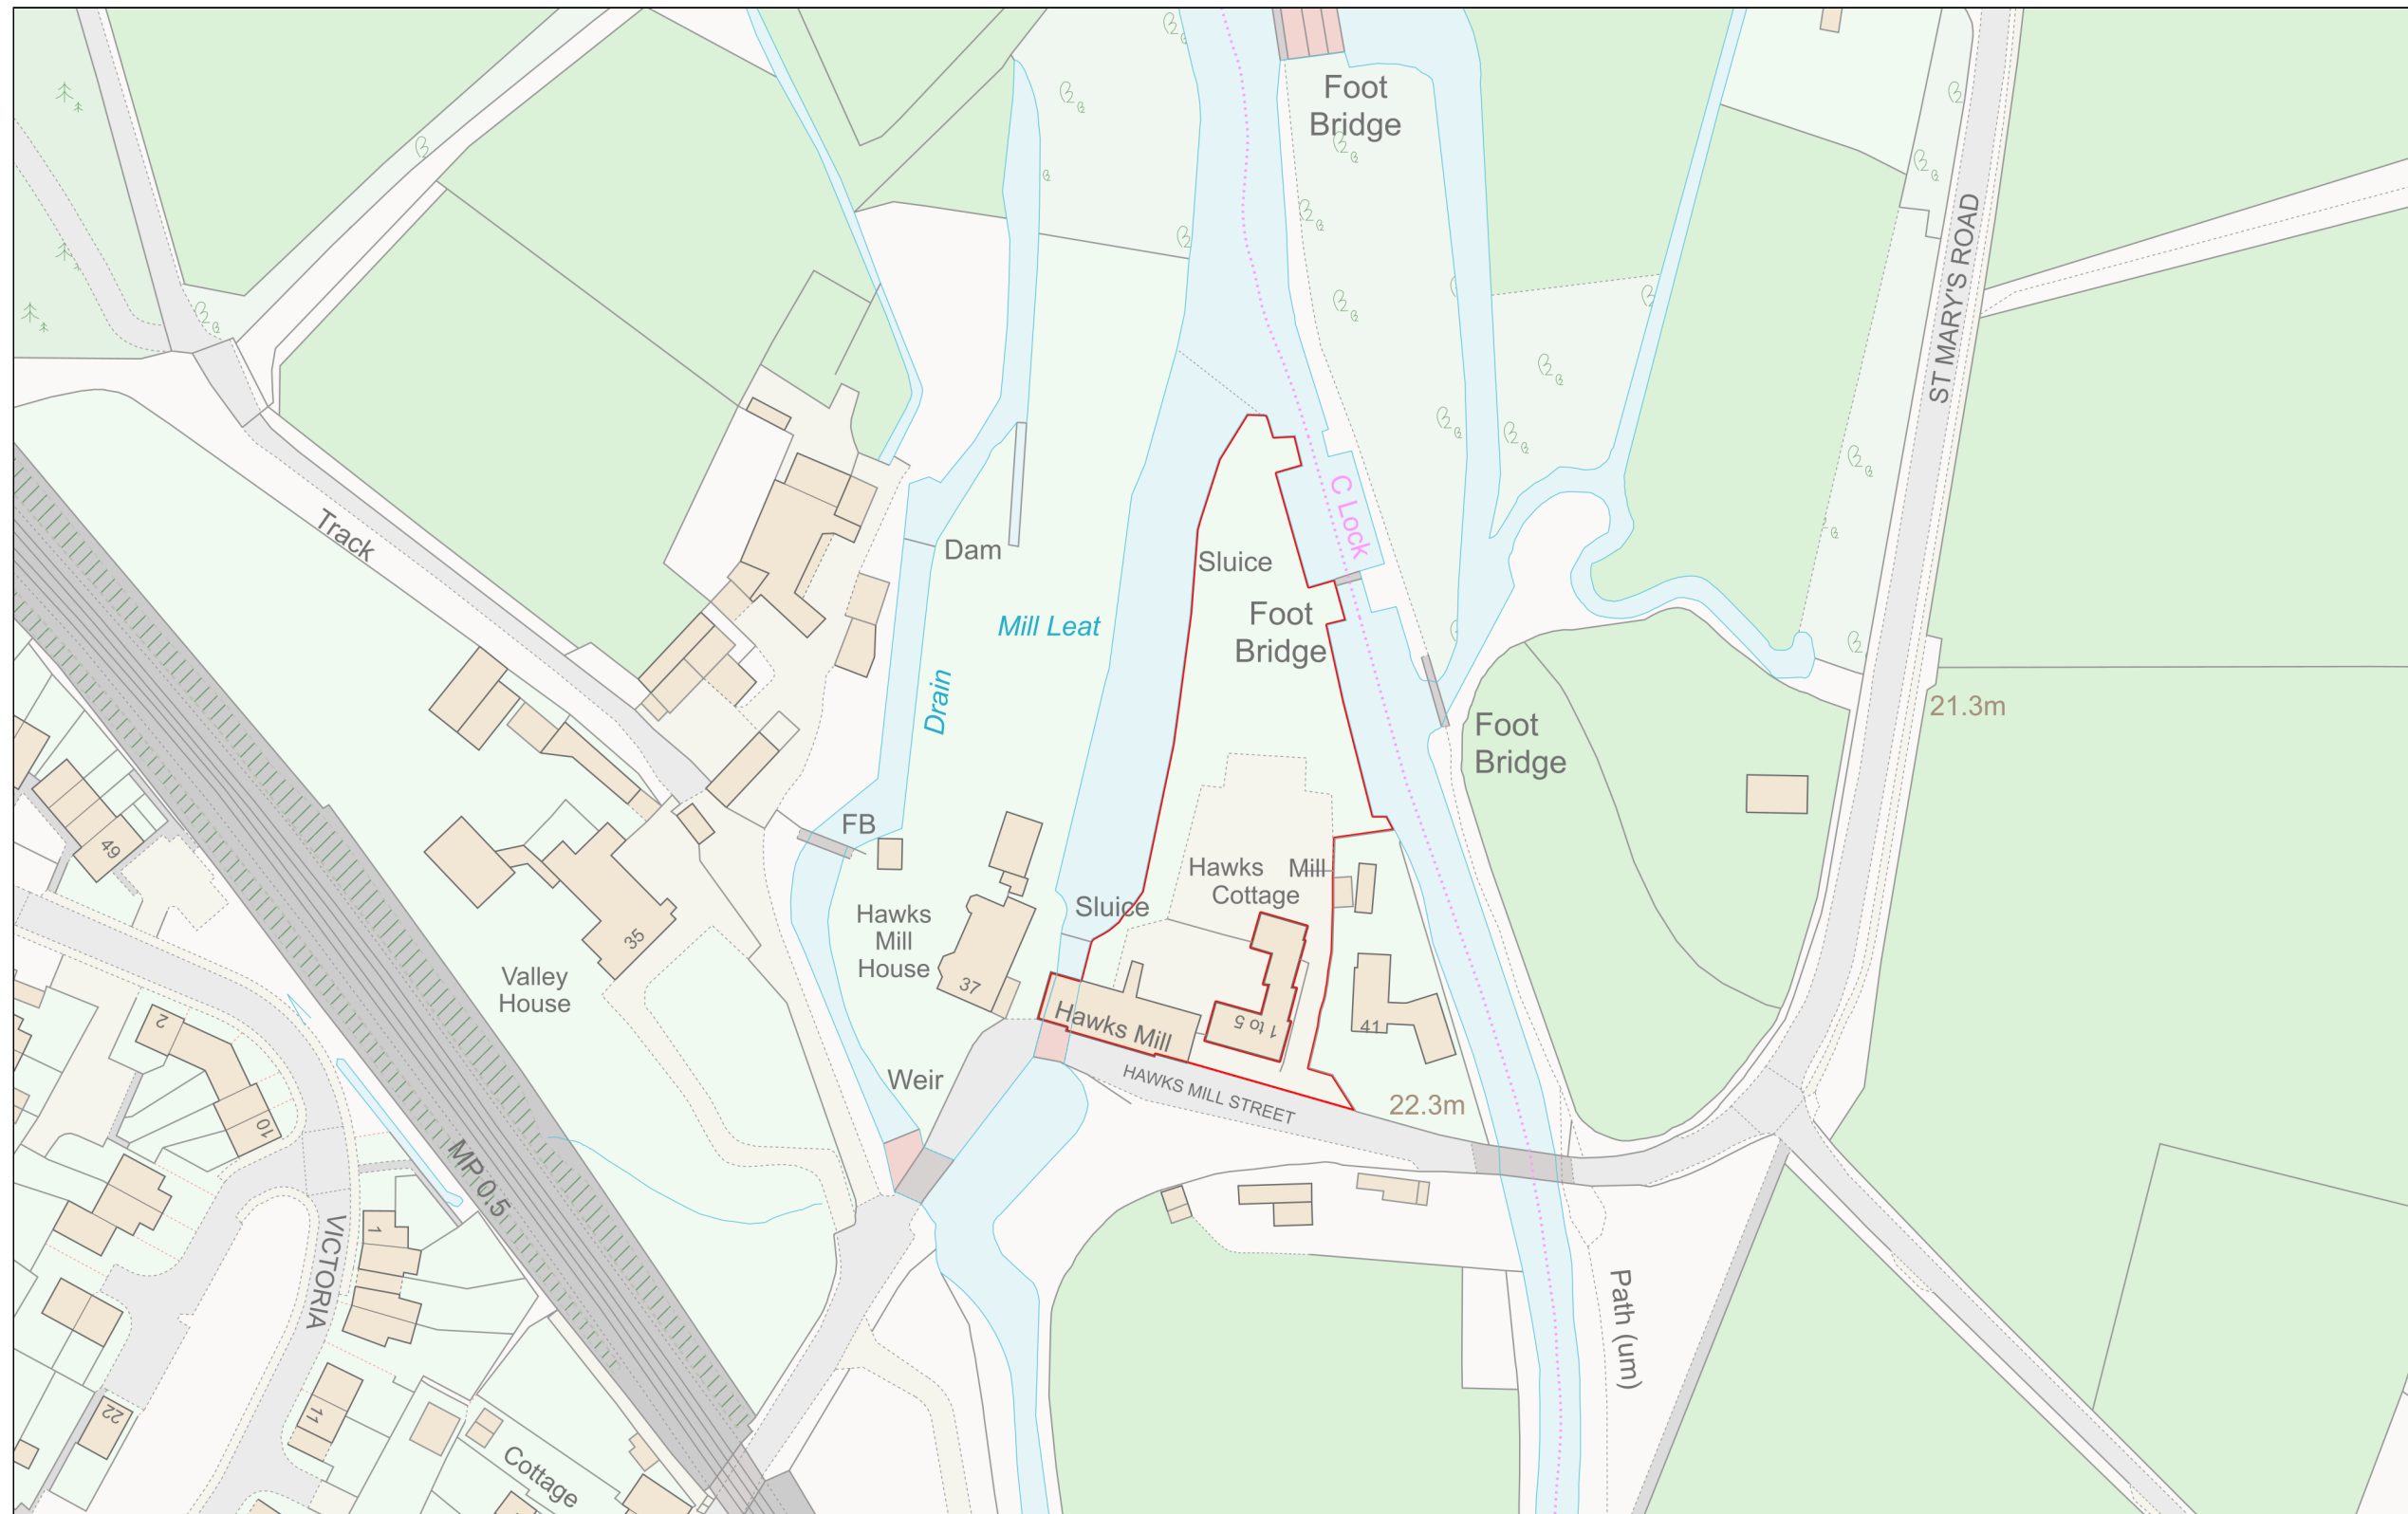 Foot
Bridge
ST MARY'S ROAD
C Lock
Track
Dam
Sluice
Mill Leat
Foot
Bridge
Drain
21.3m
Foot
Bridge
FB
49
Hawks Mill
Cottage
Sluice
Hawks
Mill
House
35
37
Valley
House
Hawks Mill
1 to 5
41
2
10
Weir
HAWKS MILL STREET
22.3m
MP 0.5
1
VICTORIA
Path (um)
11
22
Cottage